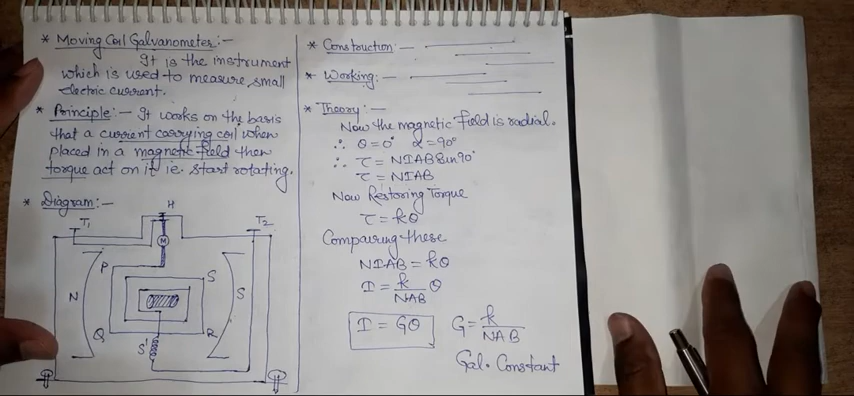 * Moving Coil Galvanometer:-
It is the instrument
which is used to measure small
electric current.
* Principle:- It works on the basis
that a current carrying coil when
placed in a magnetic field then
torque act on it ie. start rotating.
* Diagram:-
H
T1
T2
M
P
S
N
S
Q
R
S'
* Construction:-
* Working:-
* Theory:-
Now the magnetic field is radial.
∴ θ=0° α=90°
∴ τ = NIAB Sin90°
τ = NIAB
Now Restoring Torque
τ = kθ
Comparing these
NIAB = kθ
I = k/NAB θ
I = Gθ G = k/NAB
Gal. Constant